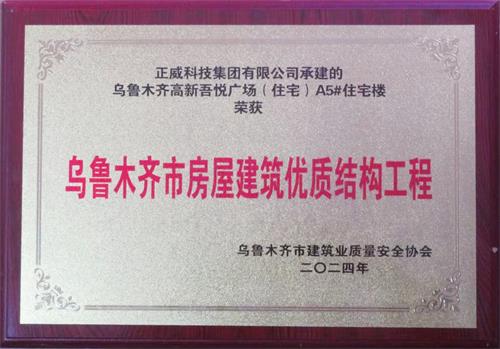 正威科技集团有限公司承建的
乌鲁木齐高新吾悦广场（住宅）A5#住宅楼
荣获
乌鲁木齐市房屋建筑优质结构工程
乌鲁木齐市建筑业质量安全协会
二〇二四年